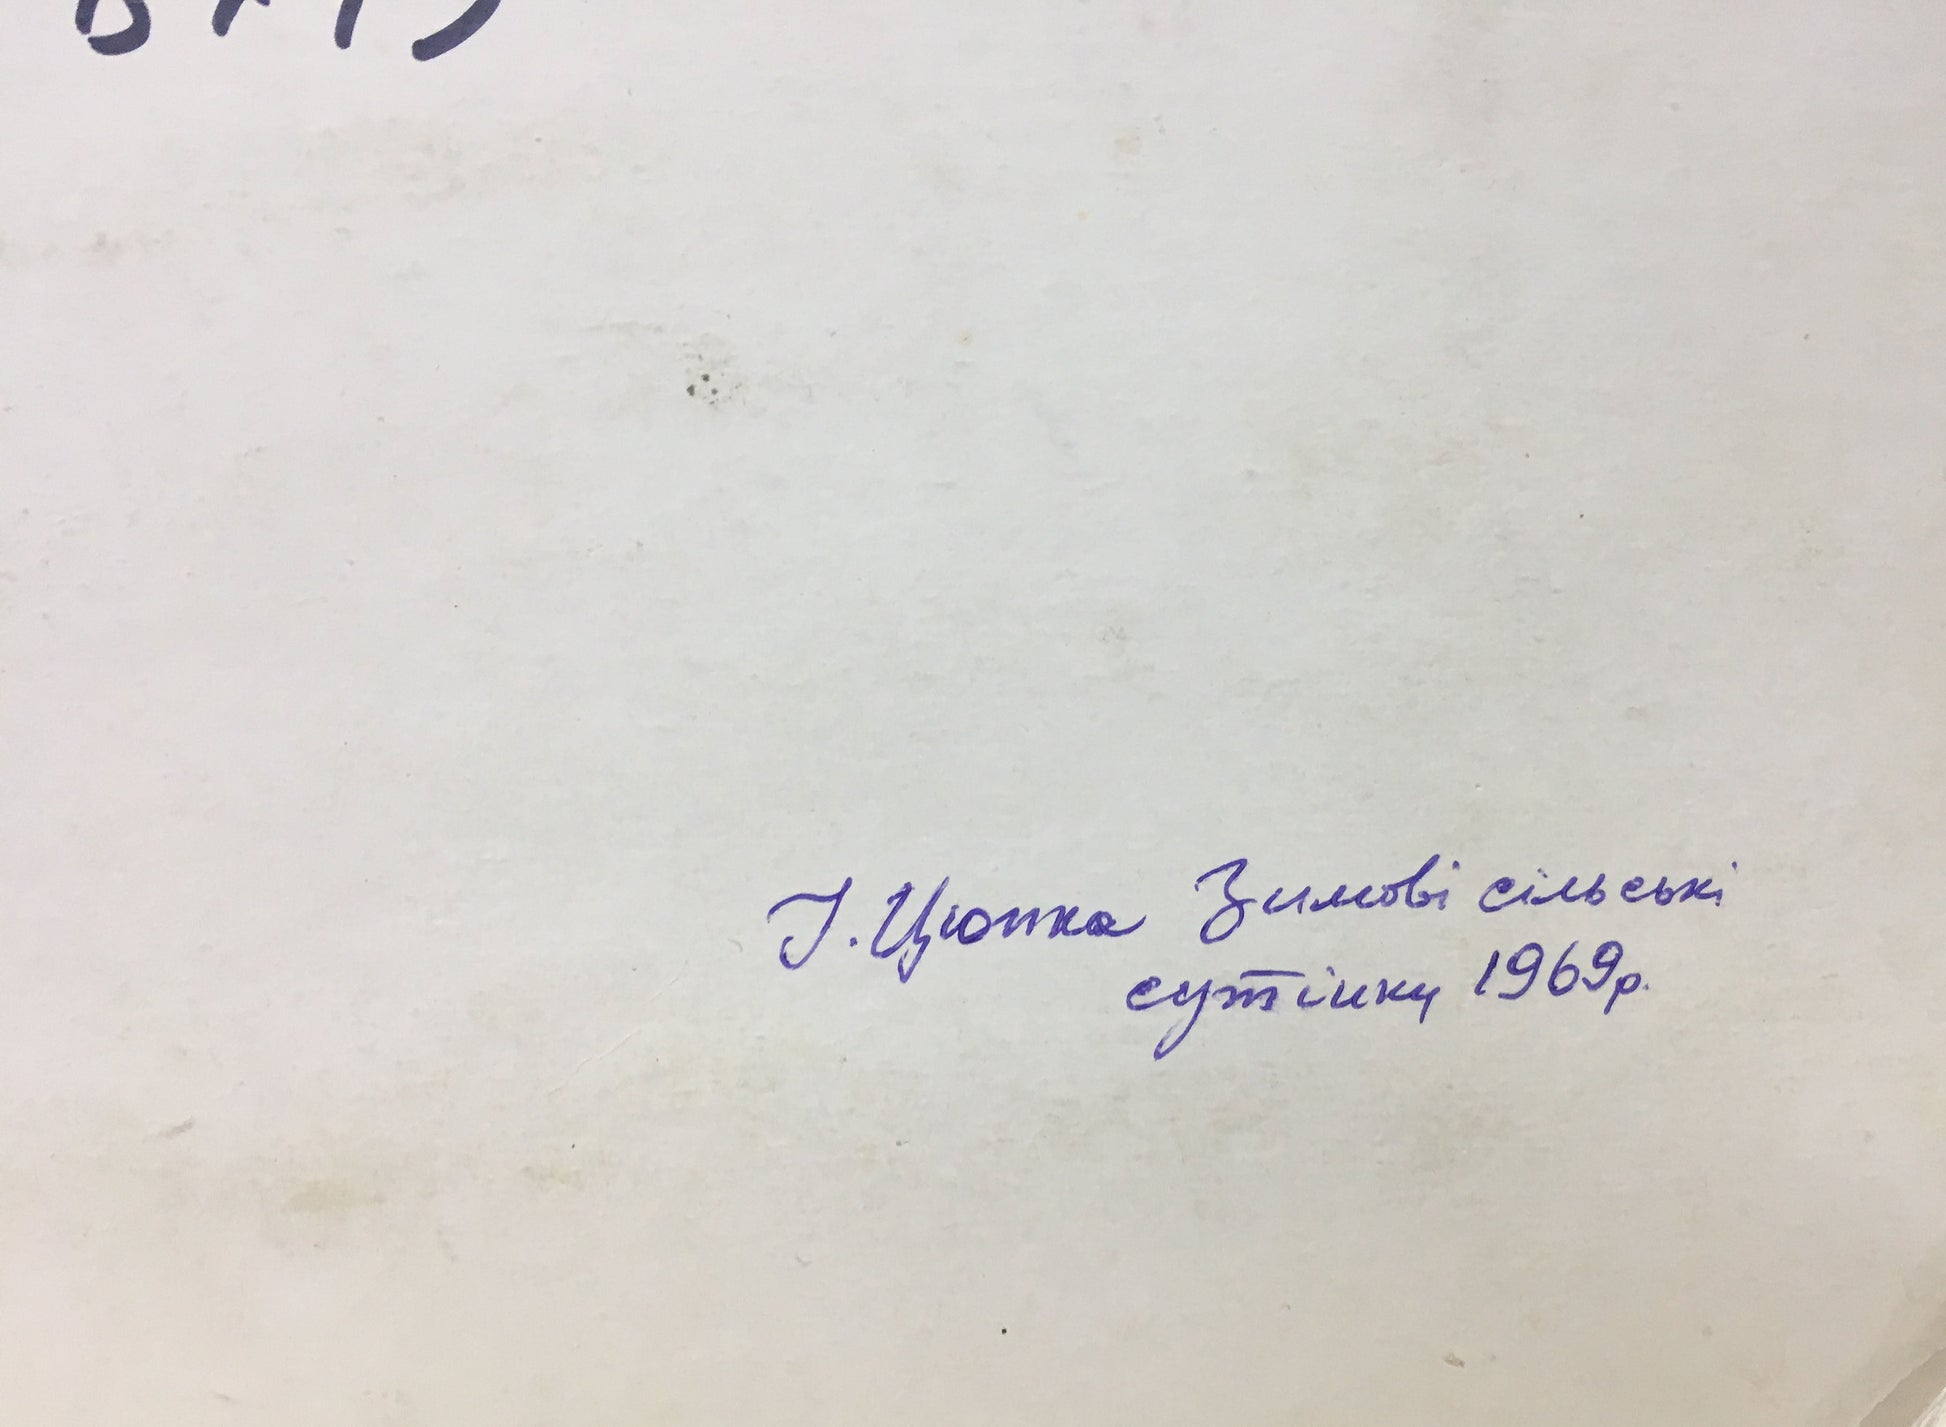 І. Цюпка Зимові сільські
сутінки 1969р.